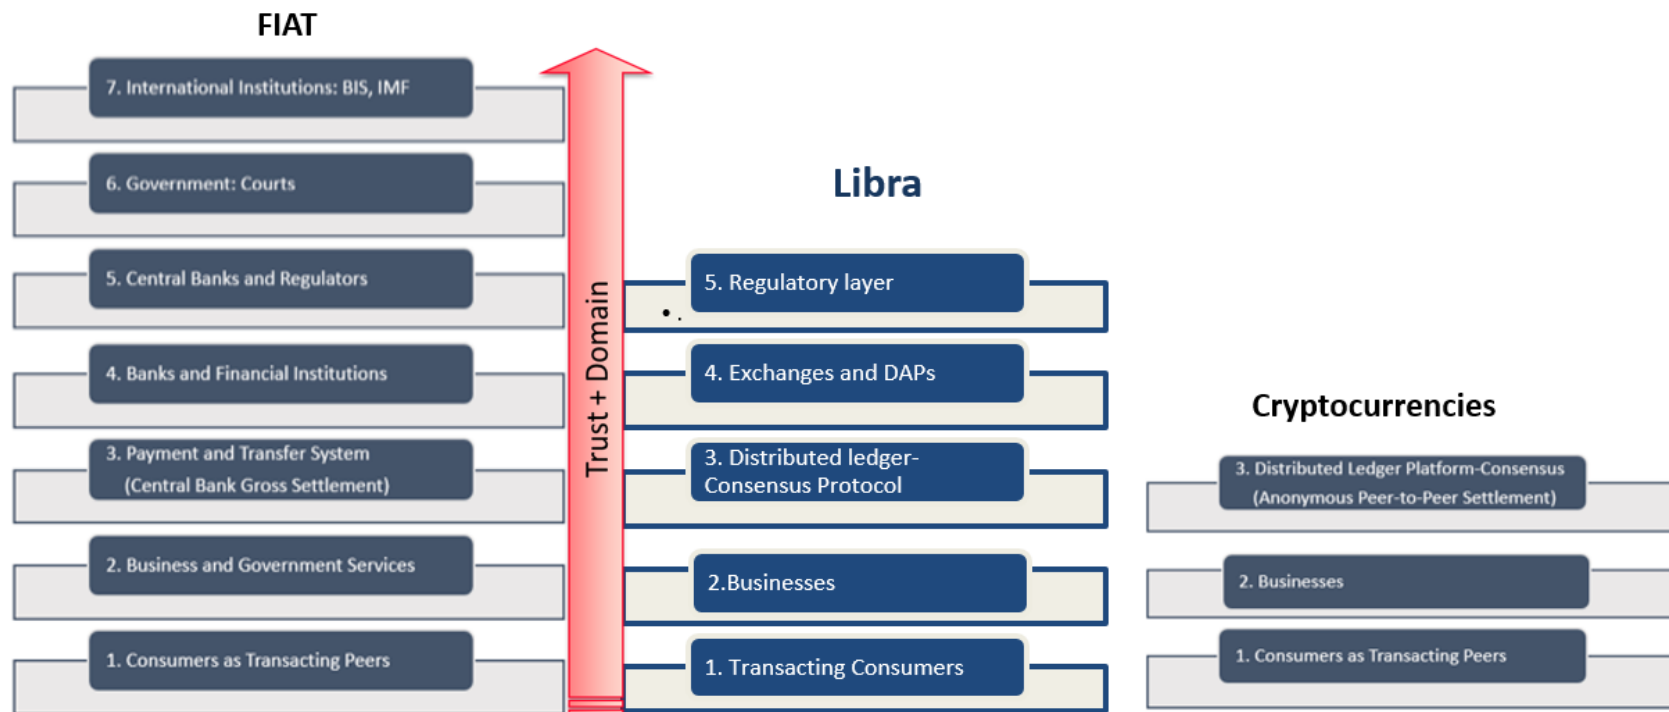 FIAT
7. International Institutions: BIS, IMF
6. Government: Courts
5. Central Banks and Regulators
4. Banks and Financial Institutions
3. Payment and Transfer System
(Central Bank Gross Settlement)
2. Business and Government Services
1. Consumers as Transacting Peers
Trust + Domain
Libra
5. Regulatory layer
• .
4. Exchanges and DAPs
3. Distributed ledger-
Consensus Protocol
2.Businesses
1. Transacting Consumers
Cryptocurrencies
3. Distributed Ledger Platform-Consensus
(Anonymous Peer-to-Peer Settlement)
2. Businesses
1. Consumers as Transacting Peers